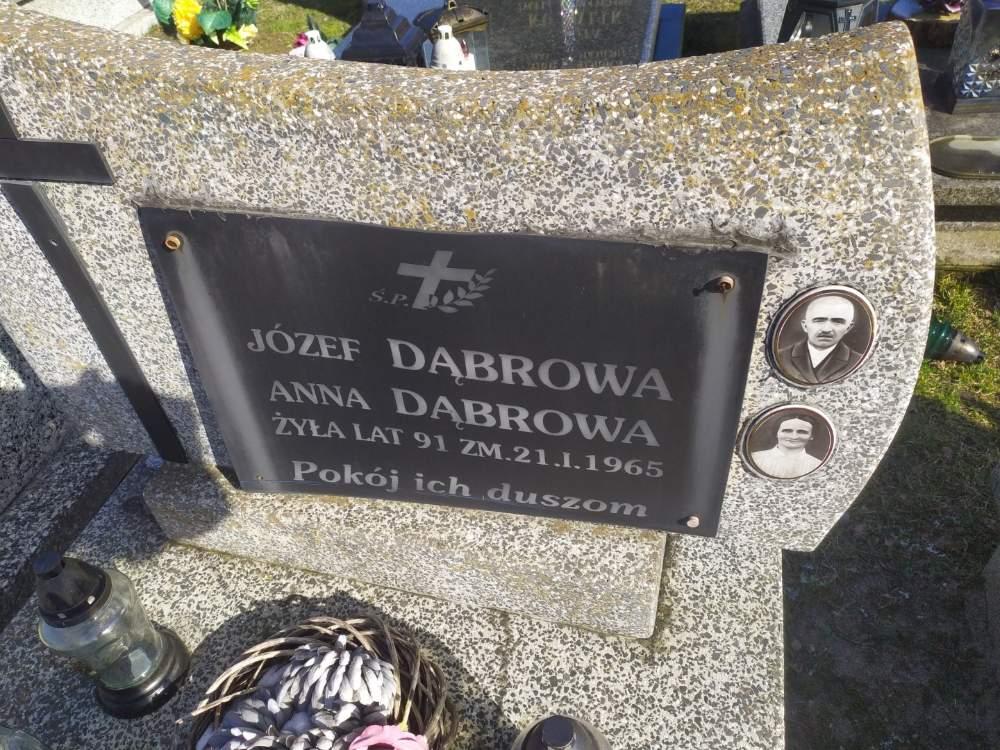 Ś.P.
JÓZEF DĄBROWA
ANNA DĄBROWA
ŻYŁA LAT 91 ZM.21.I.1965
Pokój ich duszom